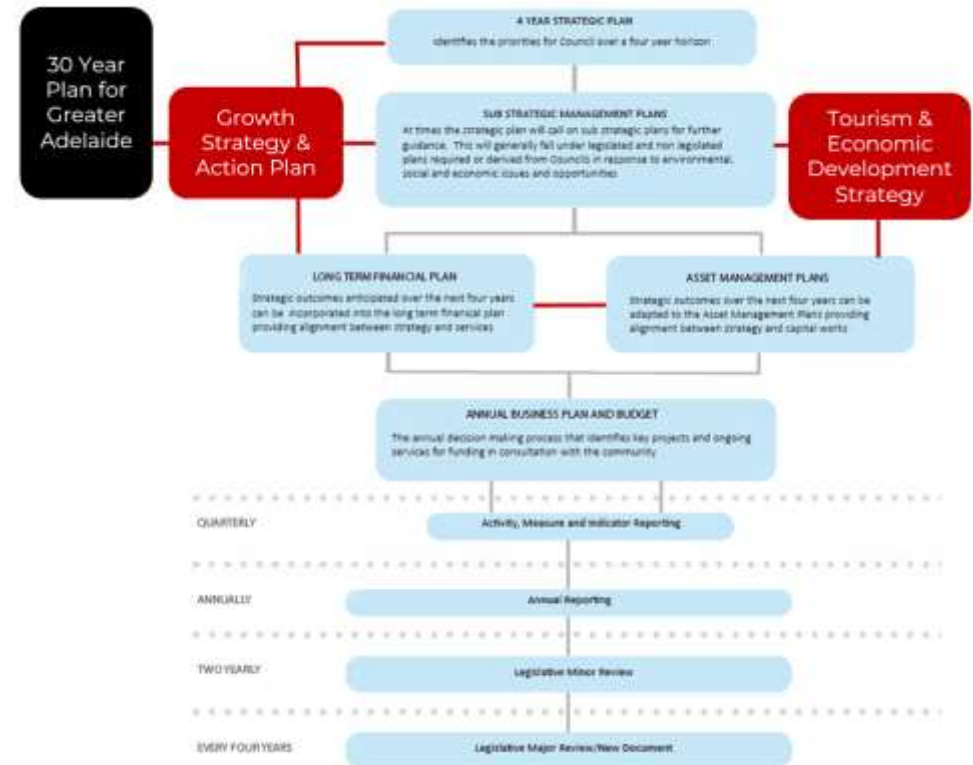 30 Year
Plan for
Greater
Adelaide
Growth
Strategy &
Action Plan
4 YEAR STRATEGIC PLAN
Identifies the priorities for Council over a four year horizon
SUB STRATEGIC MANAGEMENT PLANS
At times the strategic plan will call on sub strategic plans for further
guidance. This will generally fall under legislated and non legislated
plans required or derived from Councils in response to environmental,
social and economic issues and opportunities
Tourism &
Economic
Development
Strategy
LONG TERM FINANCIAL PLAN
Strategic outcomes anticipated over the next four years
can be incorporated into the long term financial plan
providing alignment between strategy and services
ASSET MANAGEMENT PLANS
Strategic outcomes over the next four years can be
adapted to the Asset Management Plans providing
alignment between strategy and capital works
ANNUAL BUSINESS PLAN AND BUDGET
The annual decision making process that identifies key projects and ongoing
services for funding in consultation with the community
QUARTERLY
Activity, Measure and Indicator Reporting
ANNUALLY
Annual Reporting
TWO YEARLY
Legislative Minor Review
EVERY FOUR YEARS
Legislative Major Review/New Document